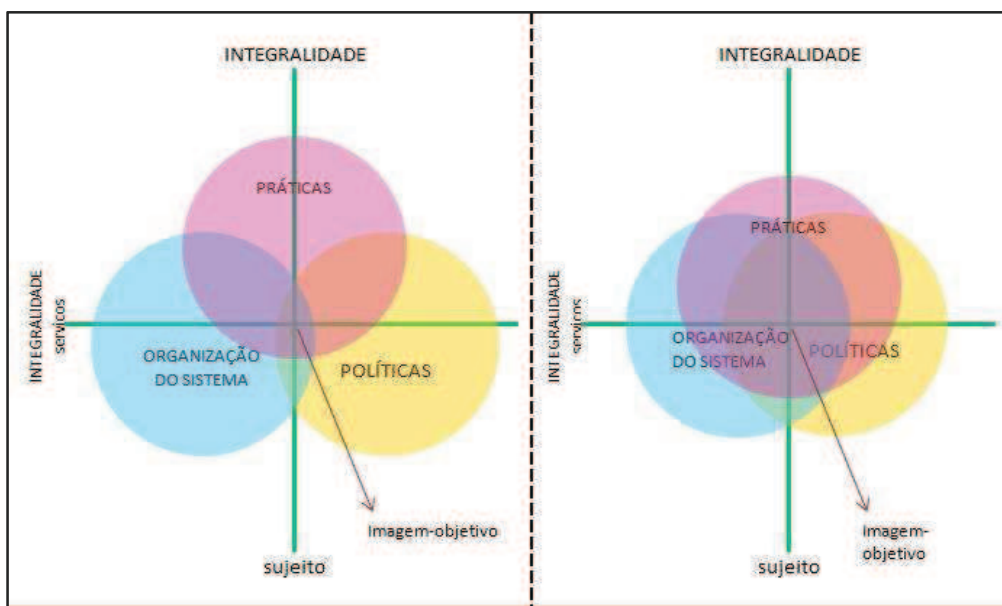 INTEGRALIDADE
PRÁTICAS
INTEGRALIDADE
serviços
ORGANIZAÇÃO
DO SISTEMA
POLÍTICAS
Imagem-objetivo
sujeito
INTEGRALIDADE
PRÁTICAS
INTEGRALIDADE
serviços
ORGANIZAÇÃO
DO SISTEMA
POLÍTICAS
Imagem-
objetivo
sujeito